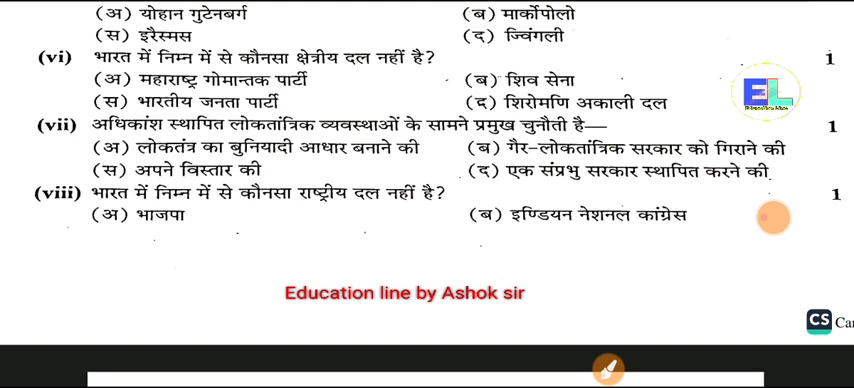 (अ) योहान गुटेनबर्ग (ब) मार्कोपोलो
(स) इरैस्मस (द) ज्विंगली
(vi) भारत में निम्न में से कौनसा क्षेत्रीय दल नहीं है? 1
(अ) महाराष्ट्र गोमान्तक पार्टी (ब) शिव सेना
(स) भारतीय जनता पार्टी (द) शिरोमणि अकाली दल
EL
(vii) अधिकांश स्थापित लोकतांत्रिक व्यवस्थाओं के सामने प्रमुख चुनौती है— 1
(अ) लोकतंत्र का बुनियादी आधार बनाने की (ब) गैर-लोकतांत्रिक सरकार को गिराने की
(स) अपने विस्तार की (द) एक संप्रभु सरकार स्थापित करने की
(viii) भारत में निम्न में से कौनसा राष्ट्रीय दल नहीं है? 1
(अ) भाजपा (ब) इण्डियन नेशनल कांग्रेस
Education line by Ashok sir
CS Ca